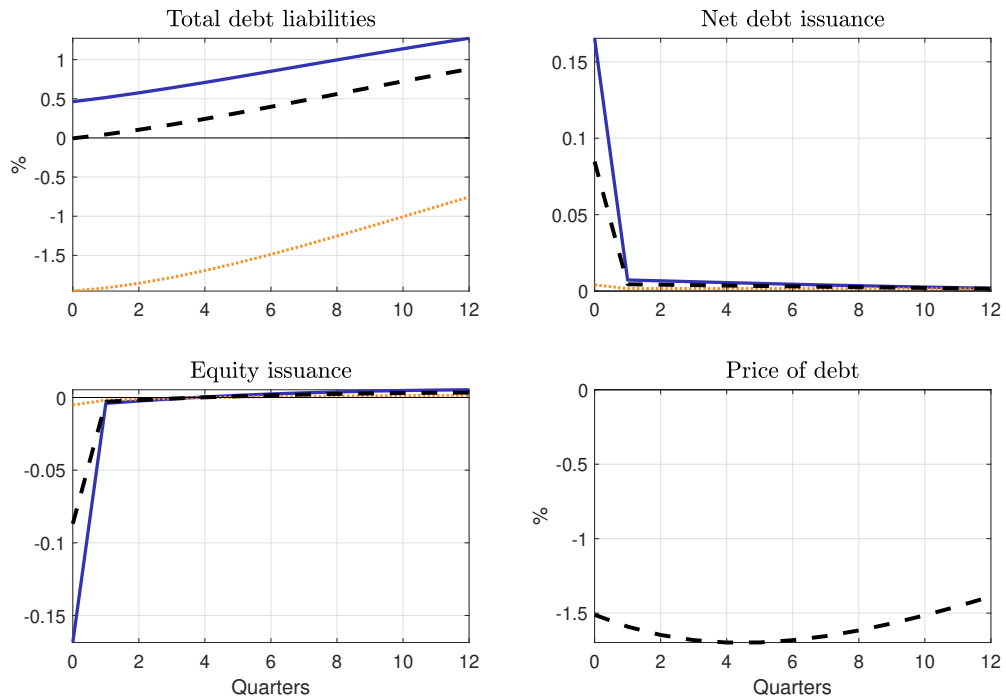 Total debt liabilities
1
0.5
0
-0.5
-1
-1.5
%
0 2 4 6 8 10 12
Net debt issuance
0.15
0.1
0.05
0
0 2 4 6 8 10 12
Equity issuance
0
-0.05
-0.1
-0.15
0 2 4 6 8 10 12
Quarters
Price of debt
0
-0.5
-1
-1.5
%
0 2 4 6 8 10 12
Quarters